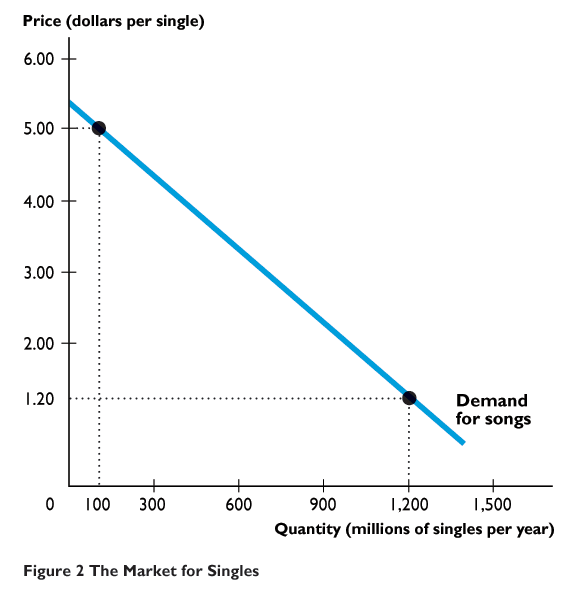 Price (dollars per single)
6.00
5.00
4.00
3.00
2.00
1.20
Demand
for songs
0 100 300 600 900 1,200 1,500
Quantity (millions of singles per year)
Figure 2 The Market for Singles